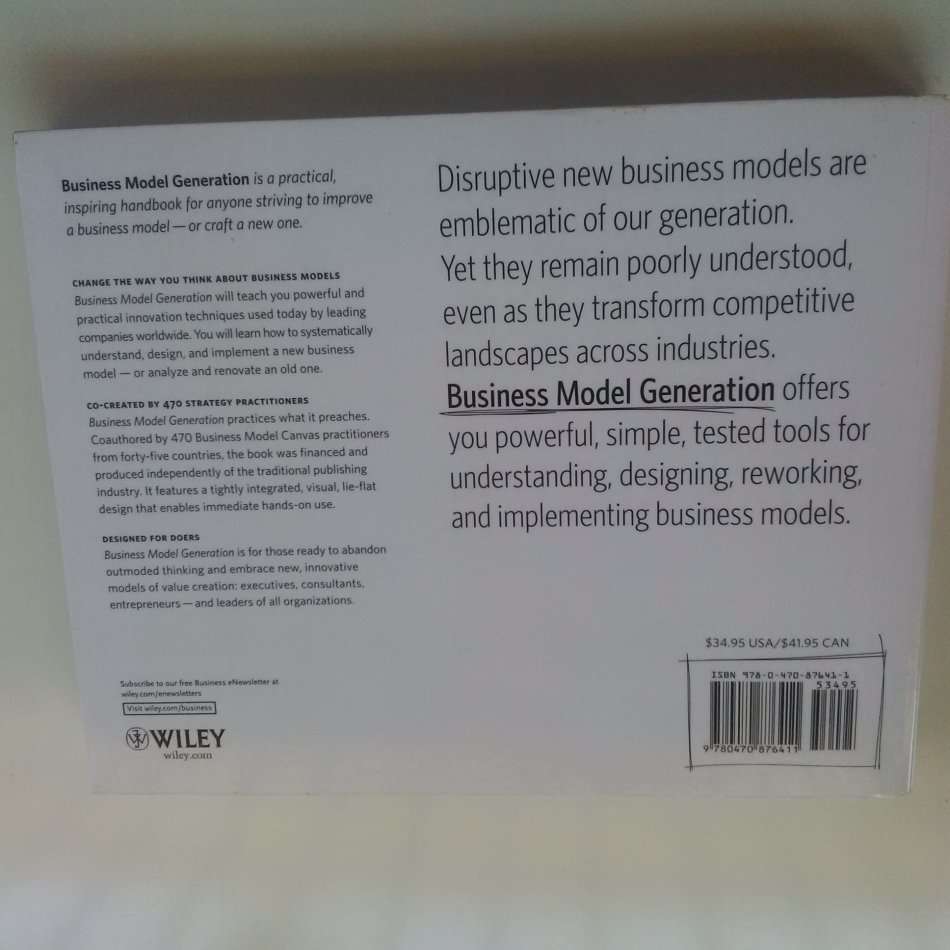 Business Model Generation is a practical,
inspiring handbook for anyone striving to improve
a business model — or craft a new one.
CHANGE THE WAY YOU THINK ABOUT BUSINESS MODELS
Business Model Generation will teach you powerful and
practical innovation techniques used today by leading
companies worldwide. You will learn how to systematically
understand, design, and implement a new business
model — or analyze and renovate an old one.
CO-CREATED BY 470 STRATEGY PRACTITIONERS
Business Model Generation practices what it preaches.
Coauthored by 470 Business Model Canvas practitioners
from forty-five countries, the book was financed and
produced independently of the traditional publishing
industry. It features a tightly integrated, visual, lie-flat
design that enables immediate hands-on use.
DESIGNED FOR DOERS
Business Model Generation is for those ready to abandon
outmoded thinking and embrace new, innovative
models of value creation: executives, consultants,
entrepreneurs — and leaders of all organizations.
Subscribe to our free Business eNewsletter at
wiley.com/enewsletters
Visit wiley.com/business
WILEY
wiley.com
Disruptive new business models are
emblematic of our generation.
Yet they remain poorly understood,
even as they transform competitive
landscapes across industries.
Business Model Generation offers
you powerful, simple, tested tools for
understanding, designing, reworking,
and implementing business models.
$34.95 USA/$41.95 CAN
ISBN 978-0-470-87641-1
53495
9 780470 876411